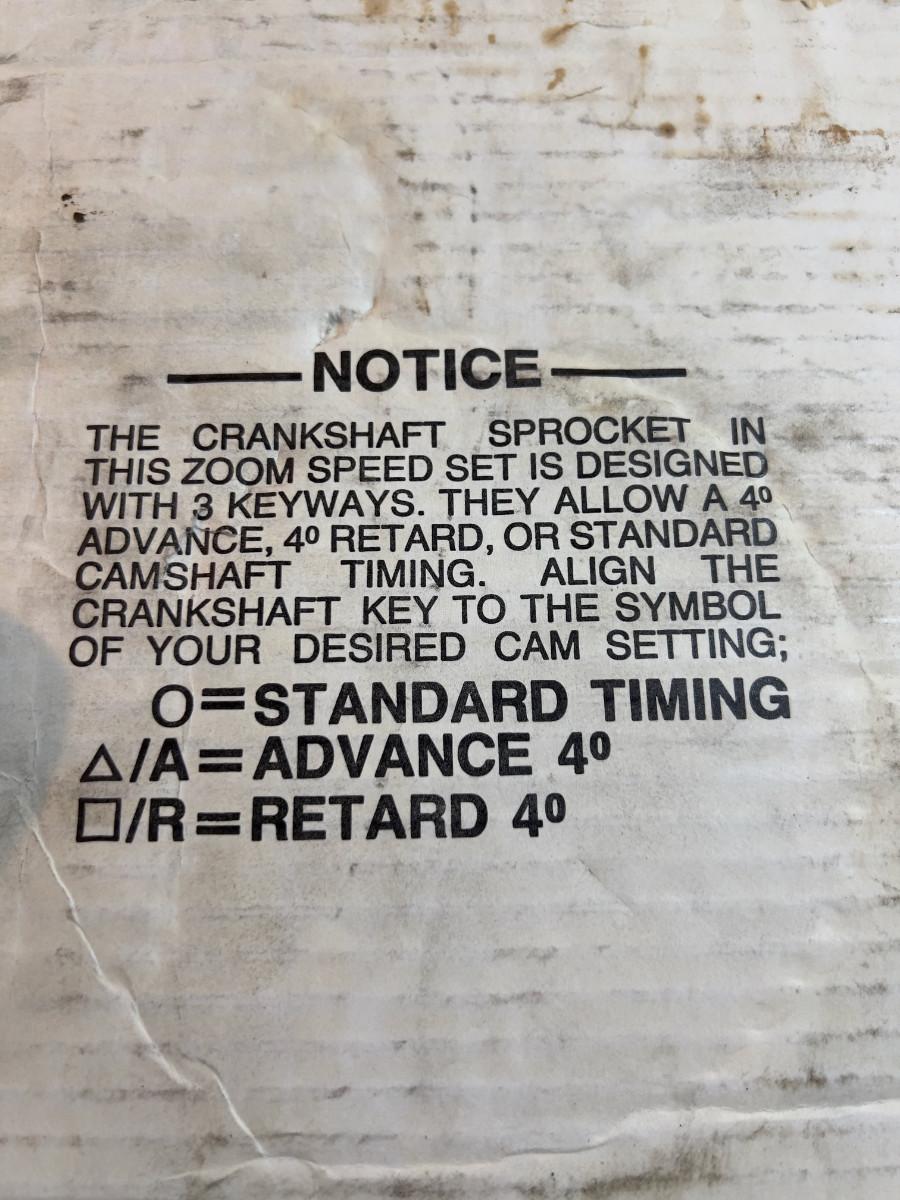 NOTICE
THE CRANKSHAFT SPROCKET IN
THIS ZOOM SPEED SET IS DESIGNED
WITH 3 KEYWAYS. THEY ALLOW A 4º
ADVANCE, 4º RETARD, OR STANDARD
CAMSHAFT TIMING. ALIGN THE
CRANKSHAFT KEY TO THE SYMBOL
OF YOUR DESIRED CAM SETTING;
O=STANDARD TIMING
△/A=ADVANCE 4º
□/R=RETARD 4º